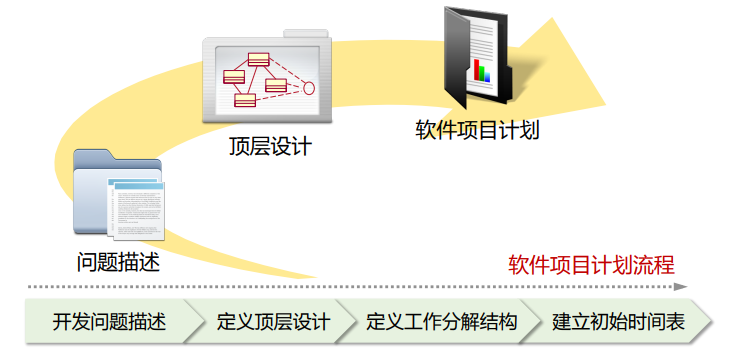 软件项目计划
顶层设计
问题描述
软件项目计划流程
开发问题描述
定义顶层设计
定义工作分解结构
建立初始时间表